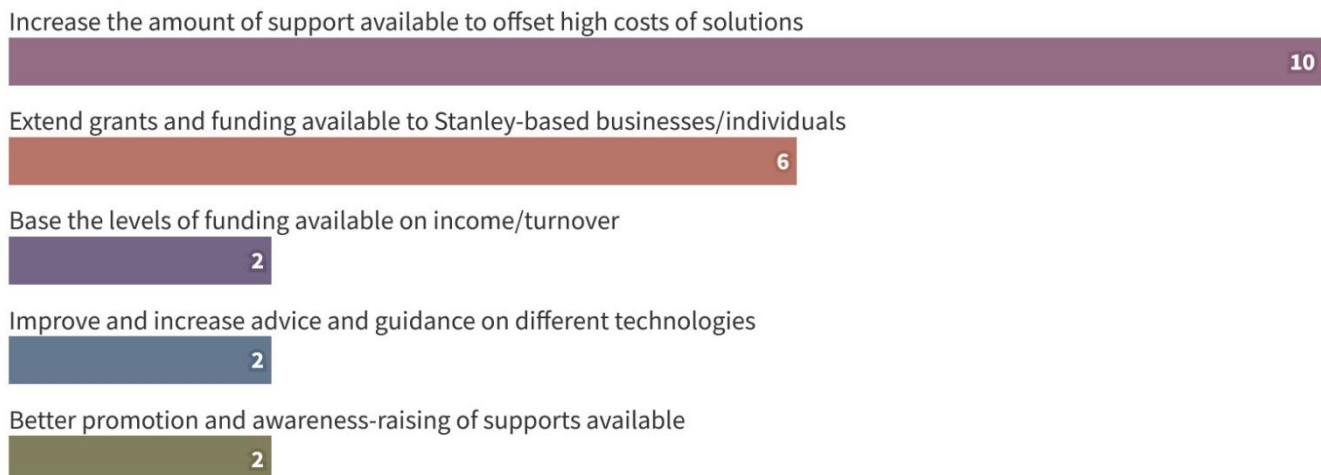 Increase the amount of support available to offset high costs of solutions
10
Extend grants and funding available to Stanley-based businesses/individuals
6
Base the levels of funding available on income/turnover
2
Improve and increase advice and guidance on different technologies
2
Better promotion and awareness-raising of supports available
2